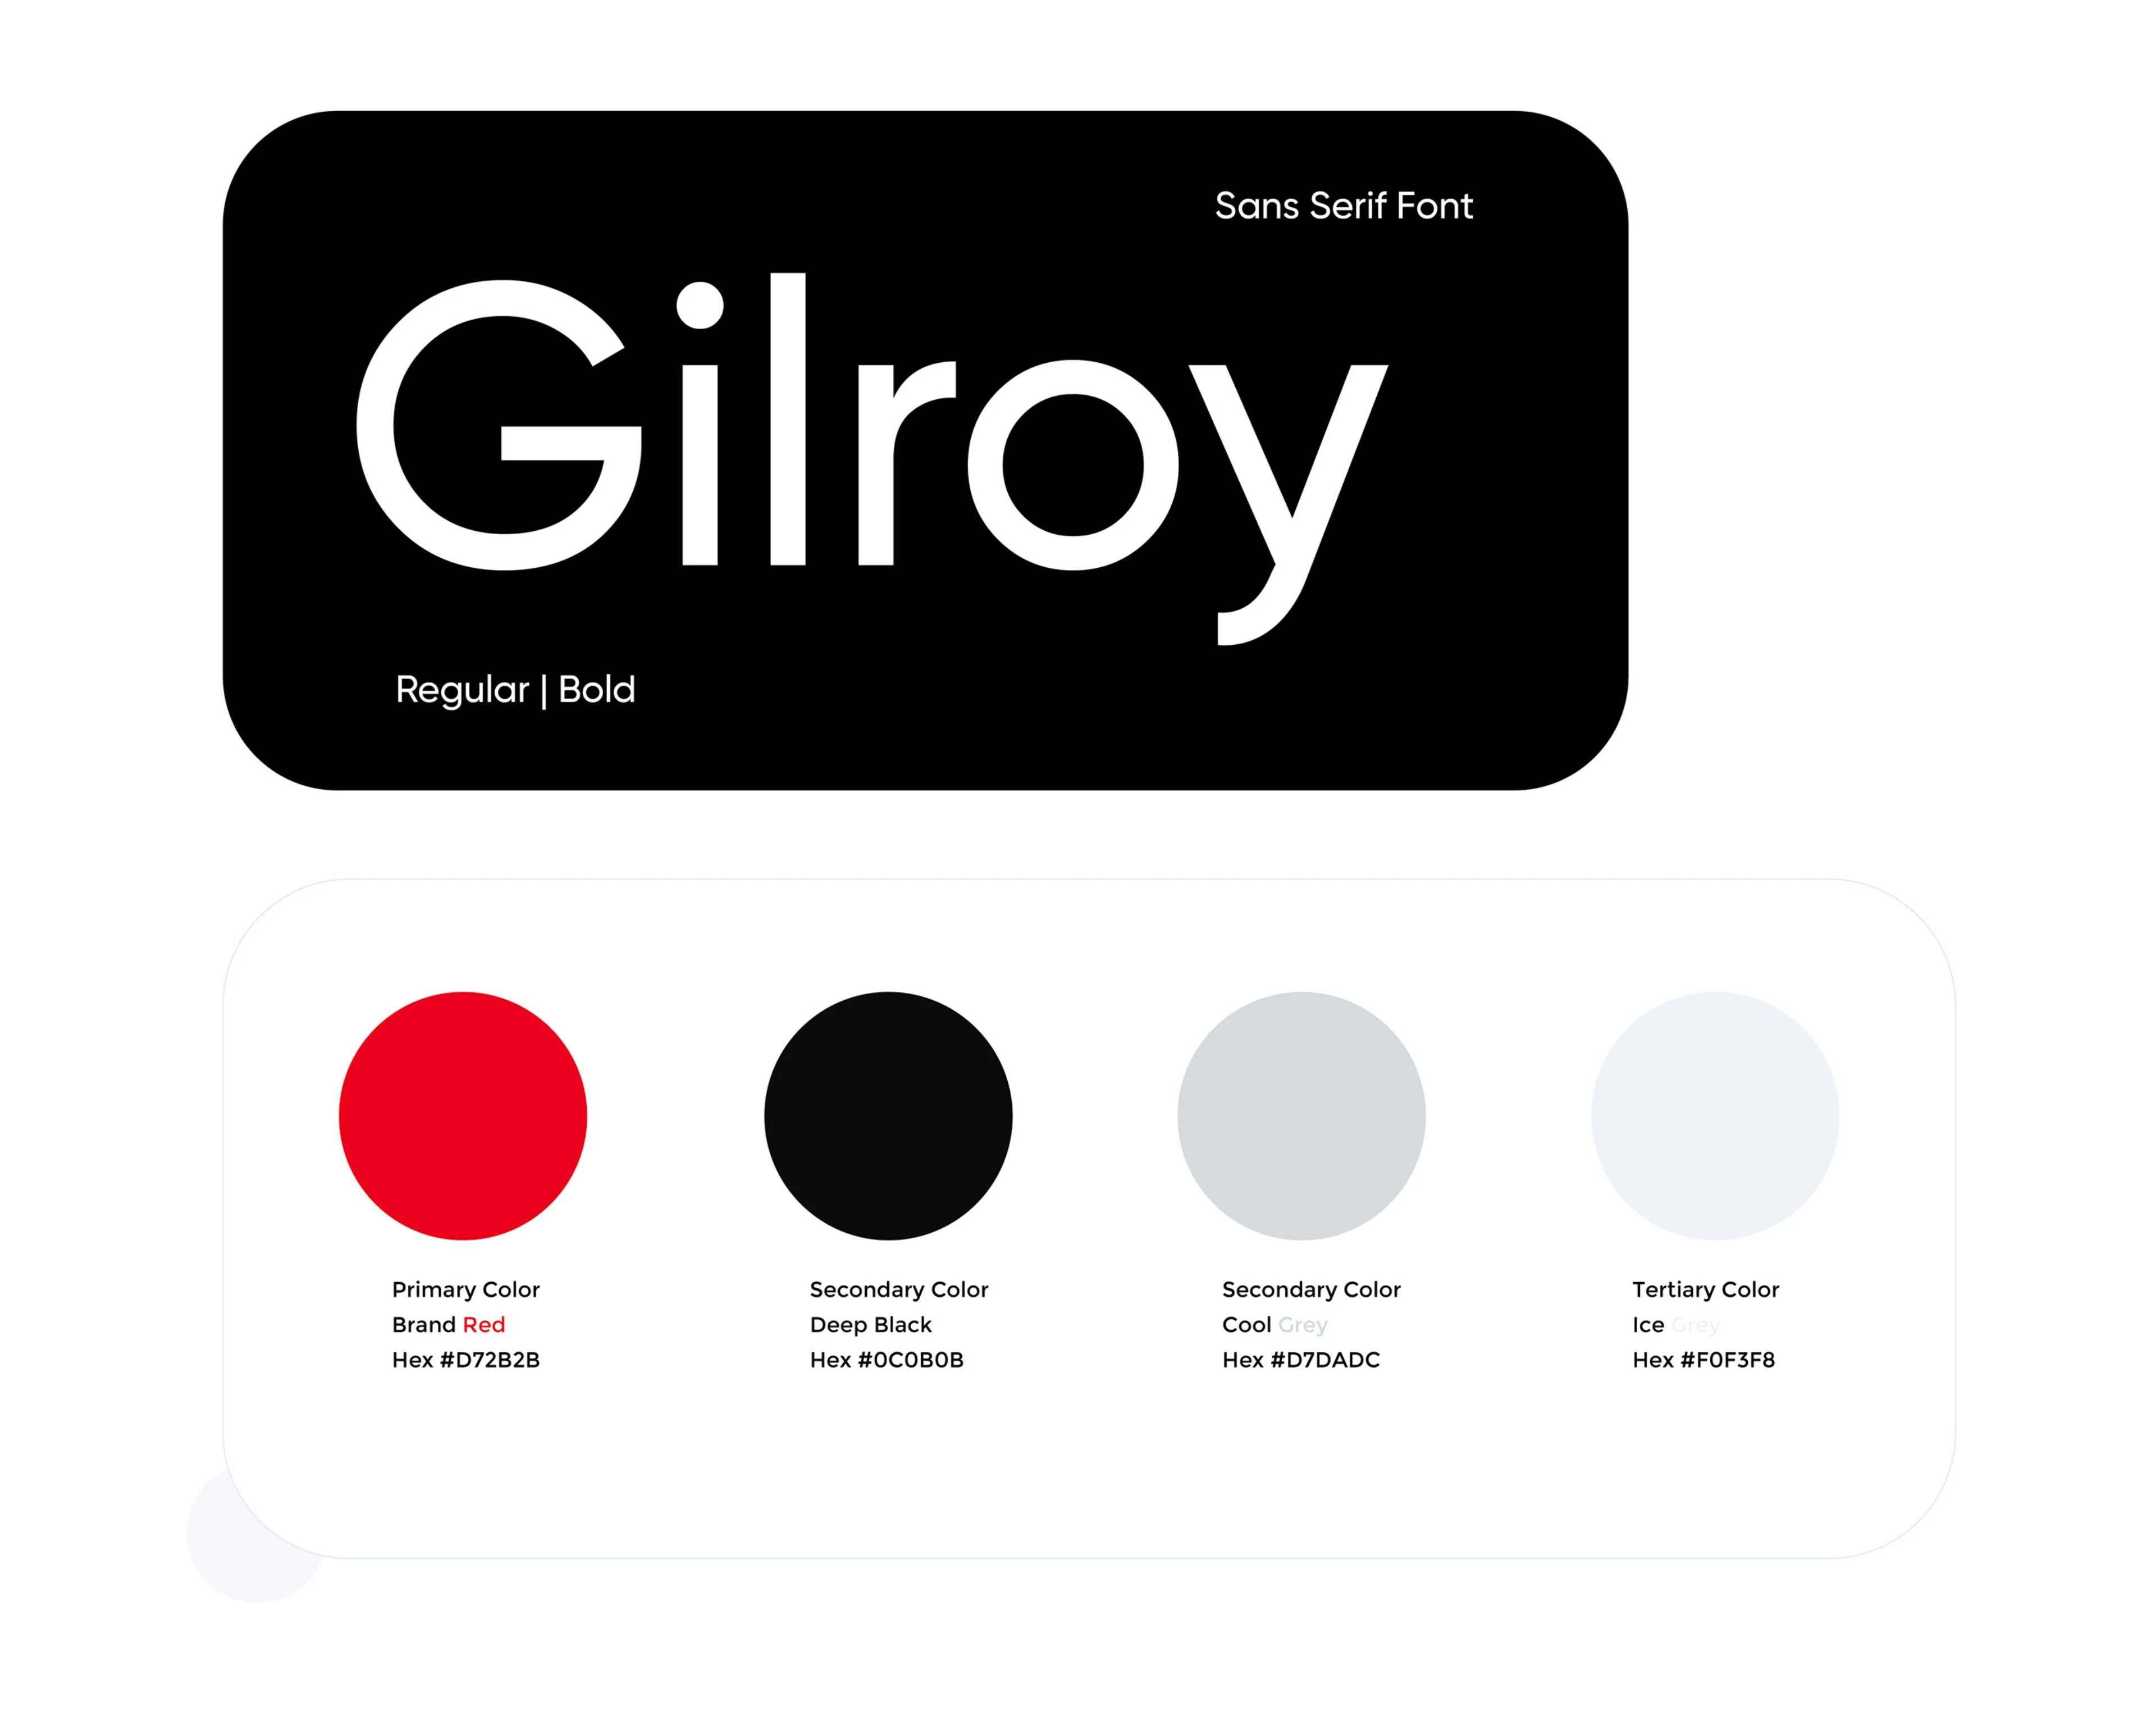 Sans Serif Font
Gilroy
Regular | Bold
Primary Color
Brand Red
Hex #D72B2B
Secondary Color
Deep Black
Hex #0C0B0B
Secondary Color
Cool Grey
Hex #D7DADC
Tertiary Color
Ice Grey
Hex #F0F3F8